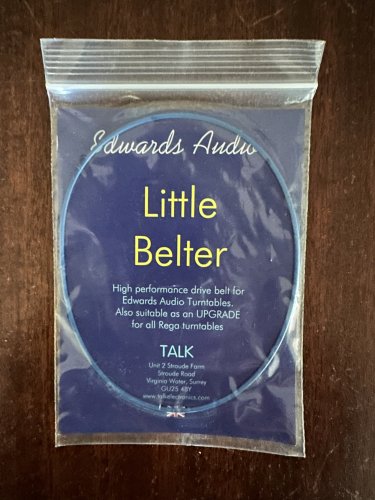 Edwards Audio
Little
Belter
High performance drive belt for
Edwards Audio Turntables.
Also suitable as an UPGRADE
for all Rega turntables
TALK
Unit 2 Stroude Farm
Stroude Road
Virginia Water, Surrey
GU25 4BY
www.talkelectronics.com